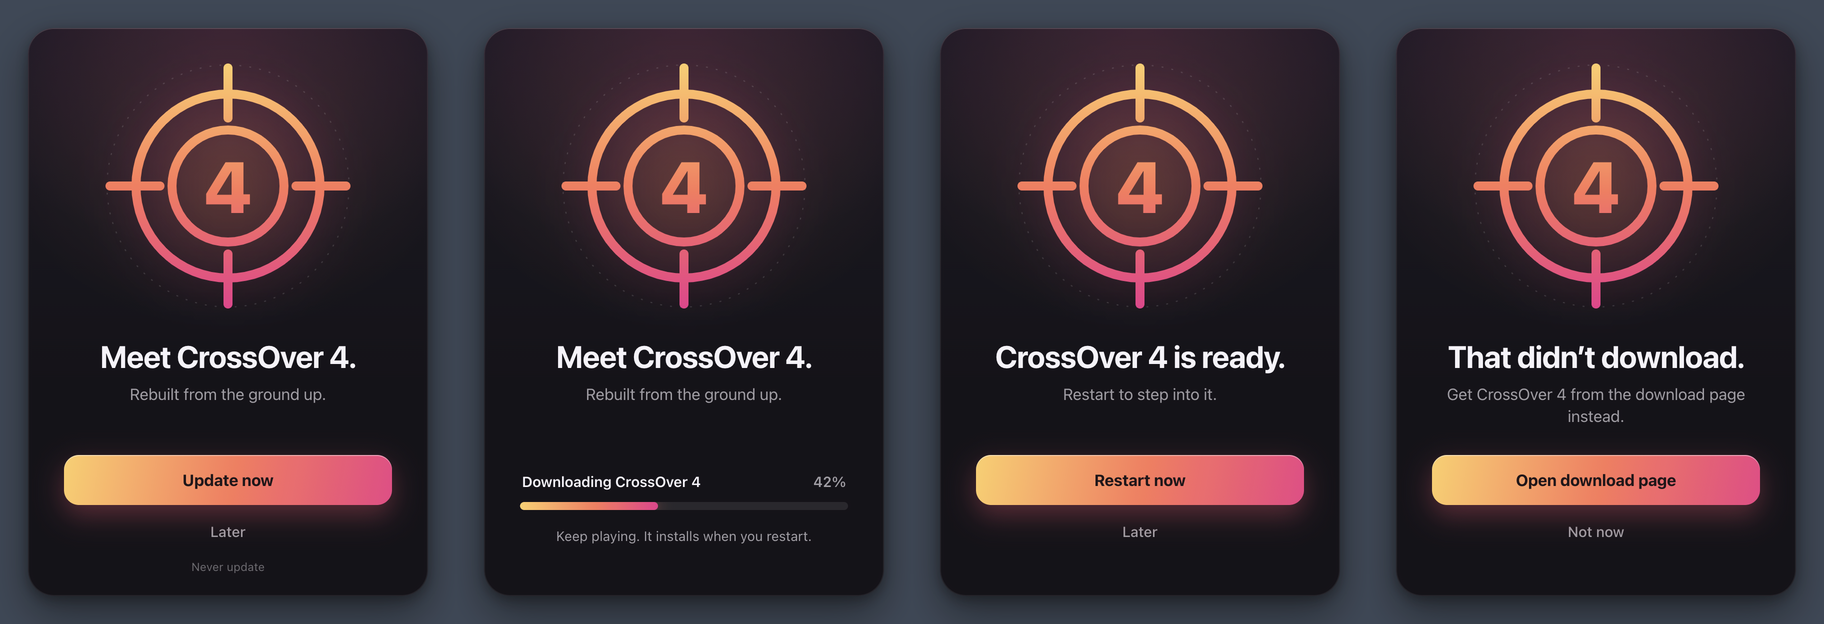 4
Meet CrossOver 4.
Rebuilt from the ground up.
Update now
Later
Never update
4
Meet CrossOver 4.
Rebuilt from the ground up.
Downloading CrossOver 4 42%
Keep playing. It installs when you restart.
4
CrossOver 4 is ready.
Restart to step into it.
Restart now
Later
4
That didn’t download.
Get CrossOver 4 from the download page
instead.
Open download page
Not now